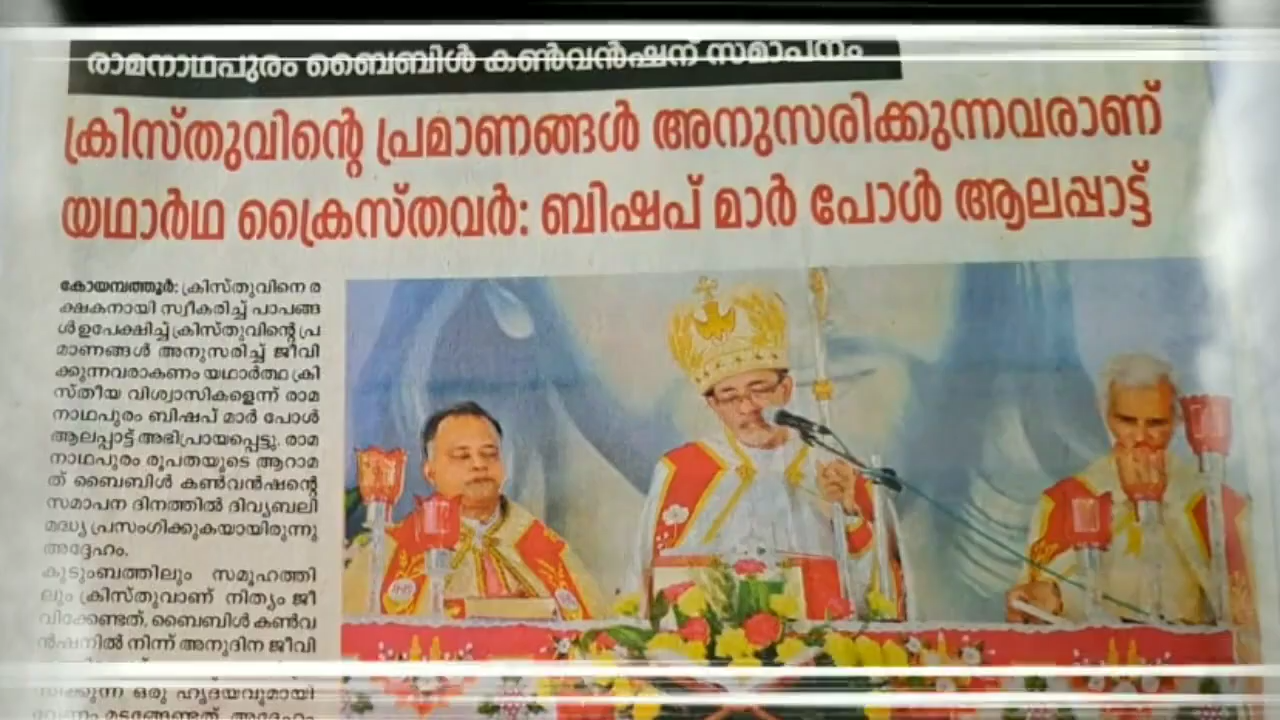 രാമനാഥപുരം ബൈബിൾ കൺവൻഷന് സമാപനം
ക്രിസ്തുവിന്റെ പ്രമാണങ്ങൾ അനുസരിക്കുന്നവരാണ്
യഥാർഥ ക്രൈസ്തവർ: ബിഷപ് മാർ പോൾ ആലപ്പാട്ട്
കോയമ്പത്തൂർ: ക്രിസ്തുവിനെ ര
ക്ഷകനായി സ്വീകരിച്ച് പാപങ്ങ
ൾ ഉപേക്ഷിച്ച് ക്രിസ്തുവിന്റെ പ്ര
മാണങ്ങൾ അനുസരിച്ച് ജീവി
ക്കുന്നവരാകണം യഥാർത്ഥ ക്രി
സ്തീയ വിശ്വാസികളെന്ന് രാമ
നാഥപുരം ബിഷപ് മാർ പോൾ
ആലപ്പാട്ട് അഭിപ്രായപ്പെട്ടു. രാമ
നാഥപുരം രൂപതയുടെ ആറാമ
ത് ബൈബിൾ കൺവൻഷന്റെ
സമാപന ദിനത്തിൽ ദിവ്യബലി
മദ്ധ്യ പ്രസംഗിക്കുകയായിരുന്നു
അദ്ദേഹം.
കുടുംബത്തിലും സമൂഹത്തി
ലും ക്രിസ്തുവാണ് നിത്യം ജീ
വിക്കേണ്ടത്. ബൈബിൾ കൺവ
ൻഷനിൽ നിന്ന് അനുദിന ജീവി
ഒരു ഹൃദയവുമായി